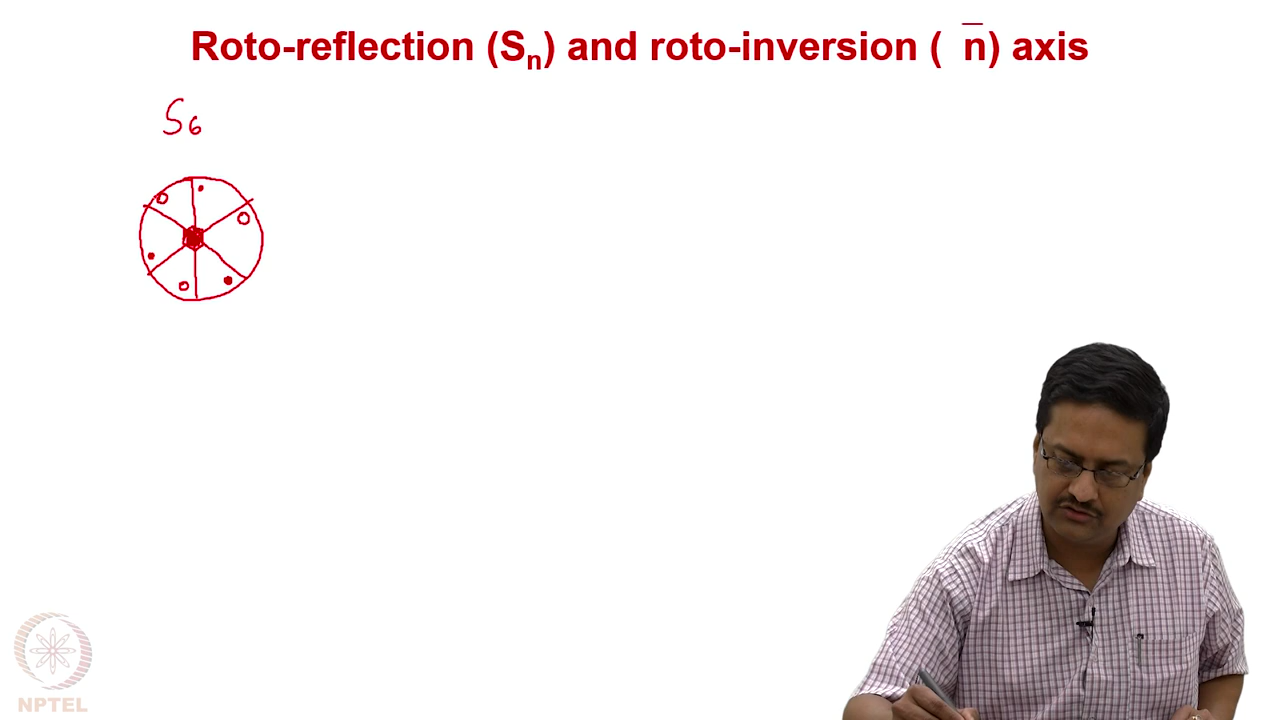 Roto-reflection (Sₙ) and roto-inversion ( n̅) axis
S₆
NPTEL